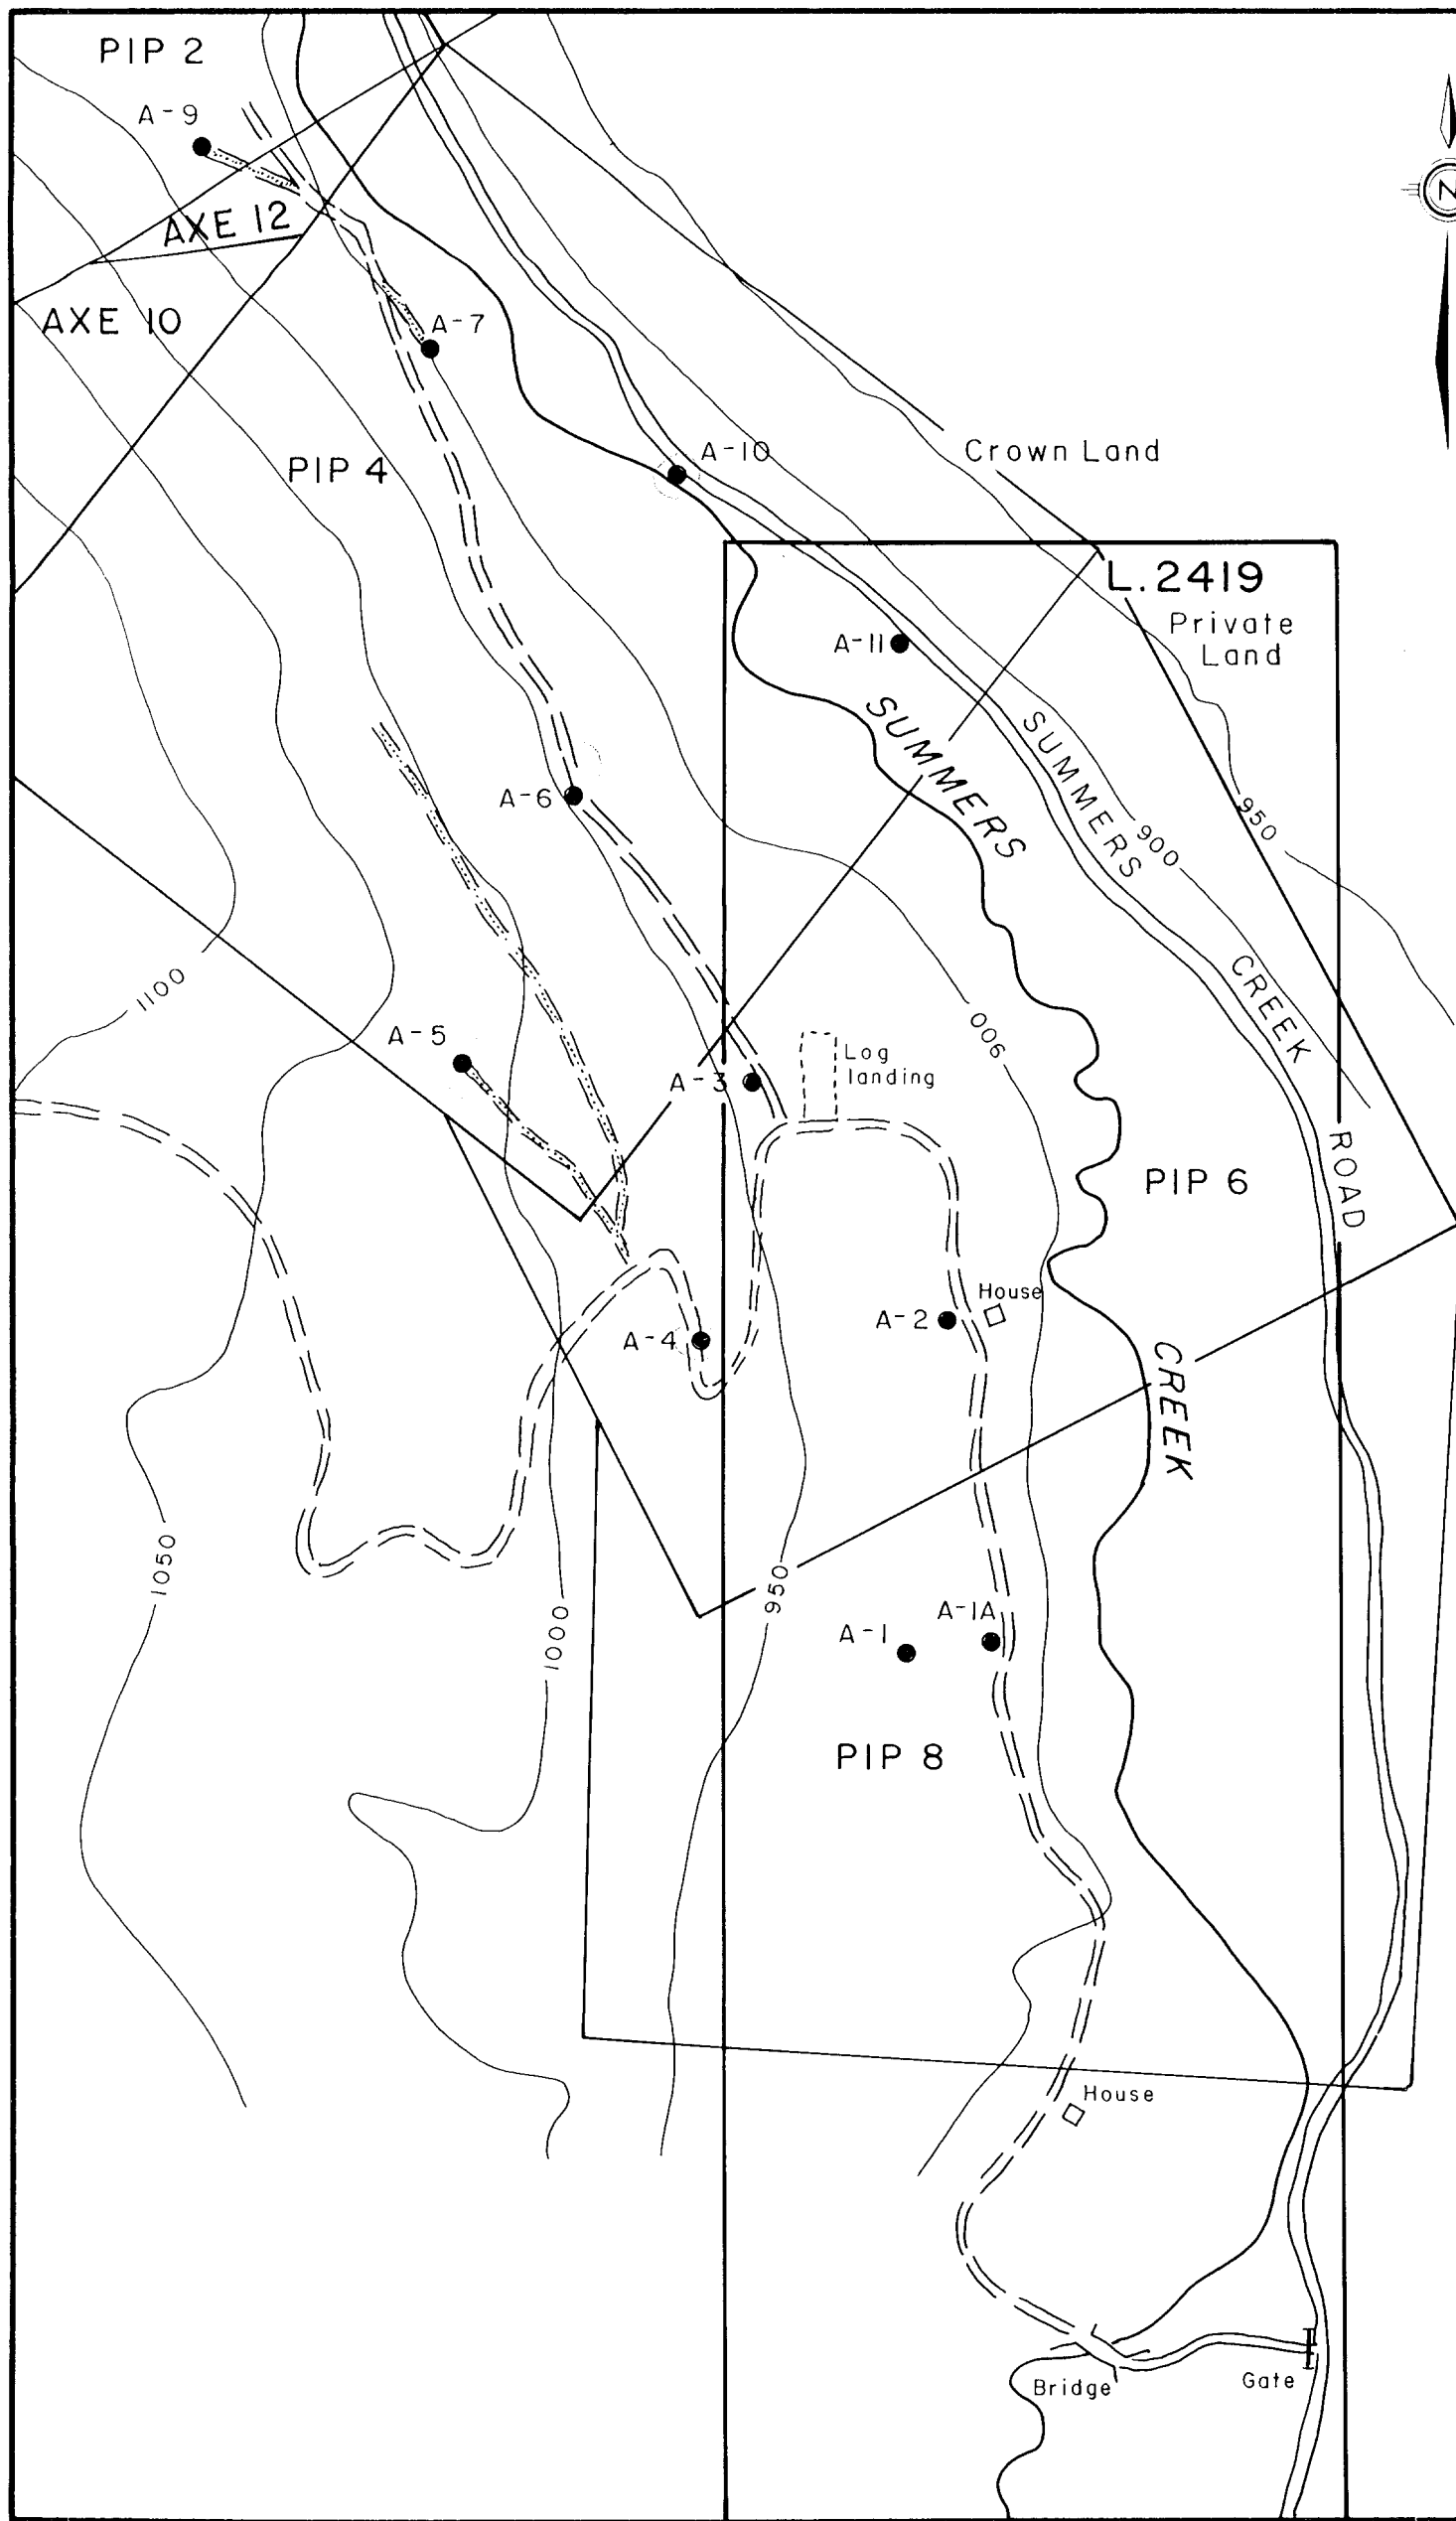 PIP 2
A-9
N
AXE 12
AXE 10
A-7
PIP 4
A-10
Crown Land
L.2419
Private
Land
A-11
SUMMERS
SUMMERS
A-6
950
900
CREEK
1100
900
A-5
Log
landing
A-3
ROAD
PIP 6
House
A-2
A-4
CREEK
1050
950
1000
A-1A
A-1
PIP 8
House
Bridge
Gate